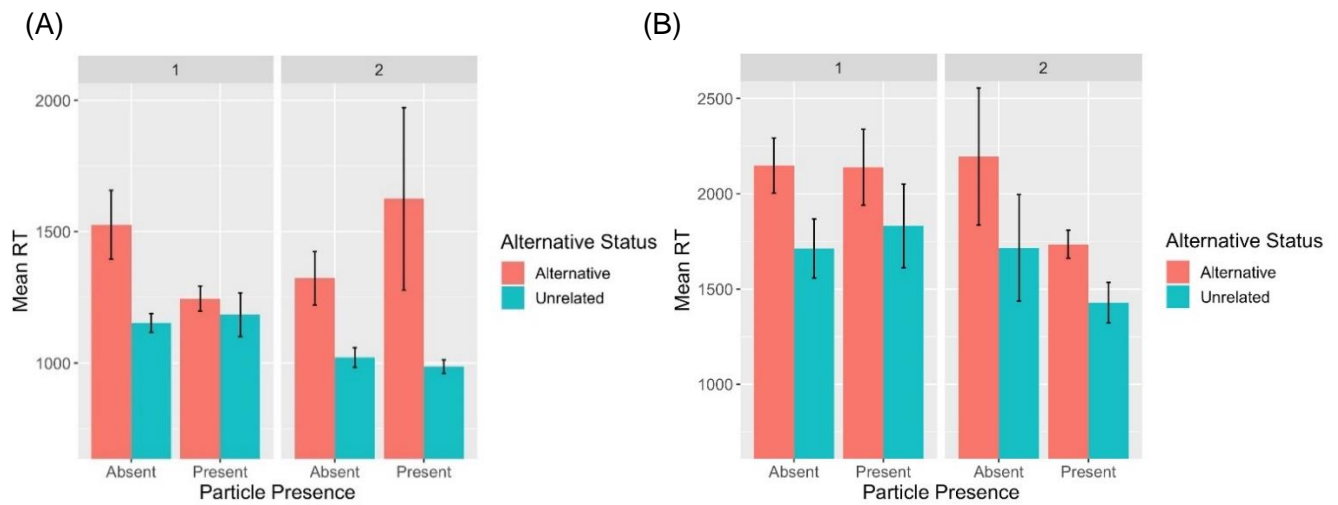 (A)
1
2
2000
1500
1000
Mean RT
Absent
Present
Absent
Present
Particle Presence
Alternative Status
Alternative
Unrelated
(B)
1
2
2500
2000
1500
1000
Mean RT
Absent
Present
Absent
Present
Particle Presence
Alternative Status
Alternative
Unrelated